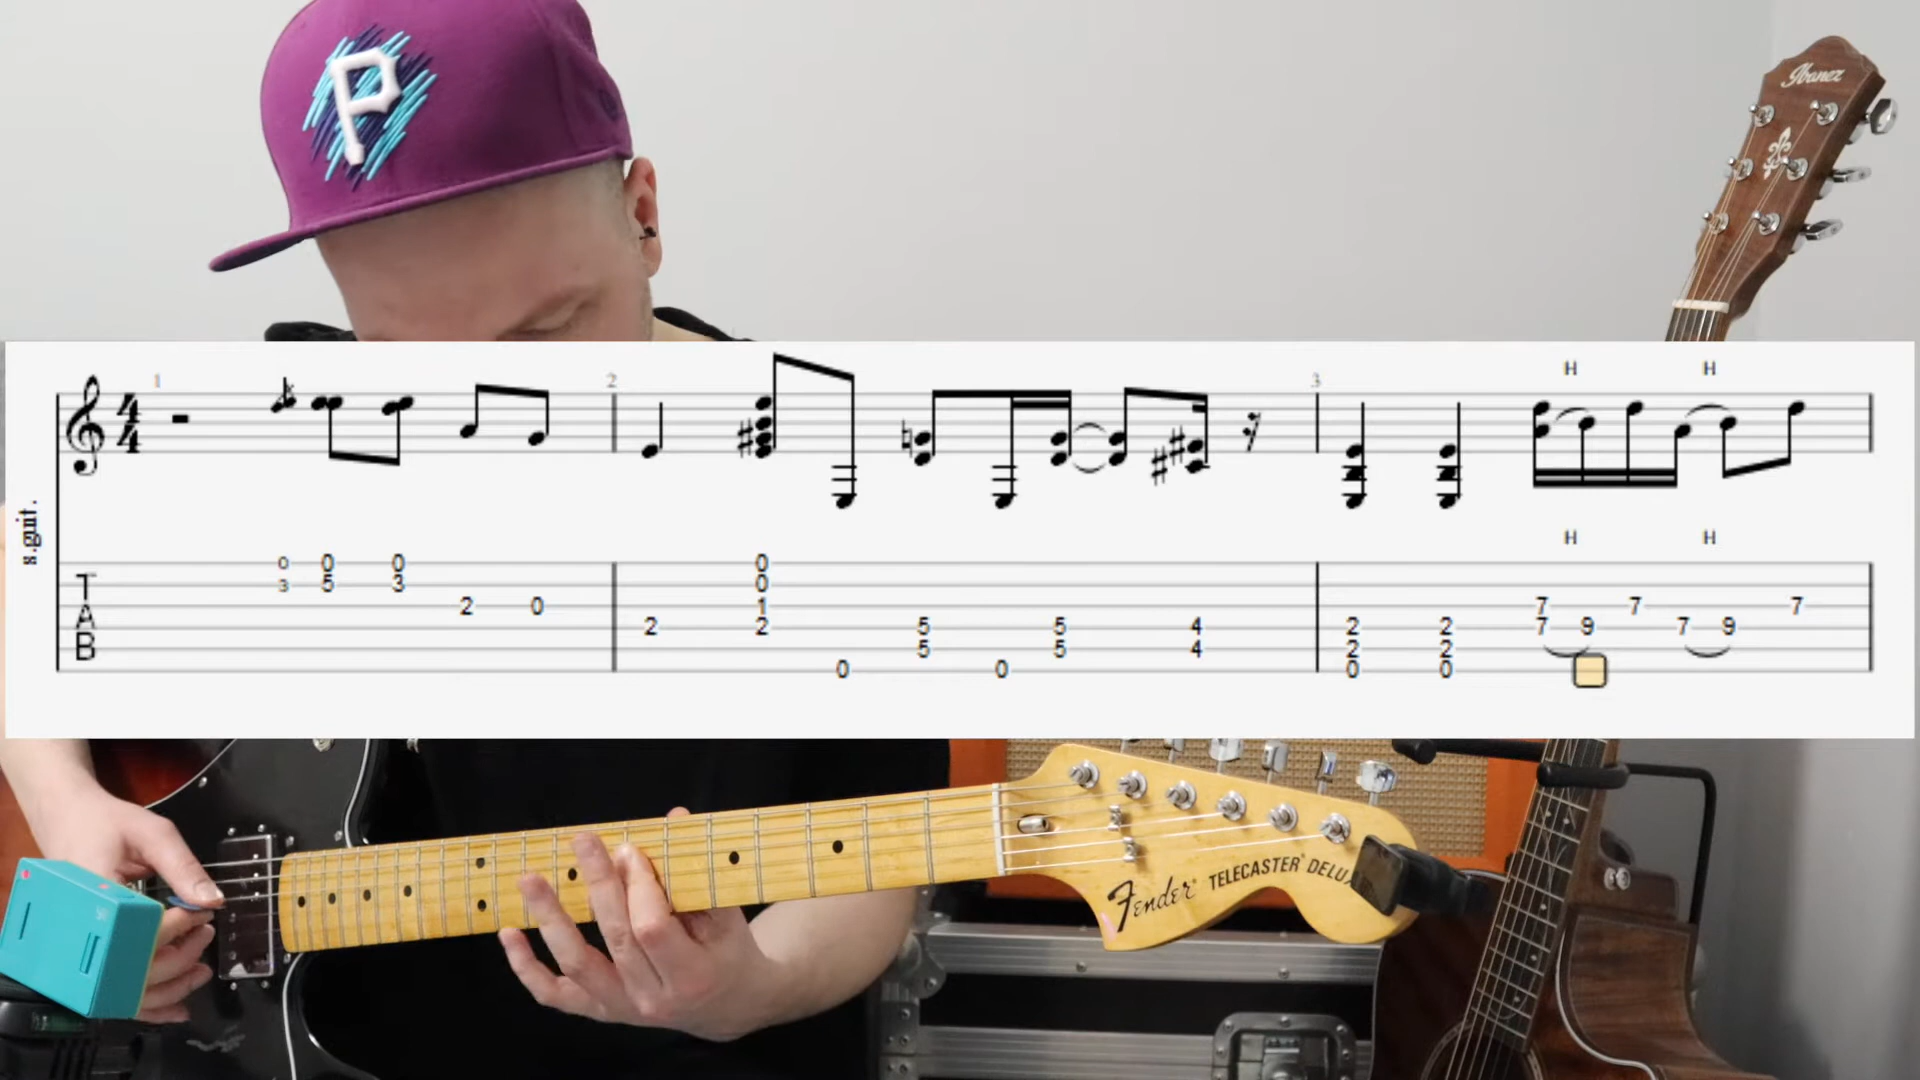 P
Ibanez
1 2 3
H H
4
4
s.guit.
H H
T
A
B
0 0 0 0
3 5 3 0
2 0 1 7 7 7
2 2 5 5 4 2 2 7 9 7 9
5 5 4 2 2
0 0 0 0
Fender TELECASTER DELU